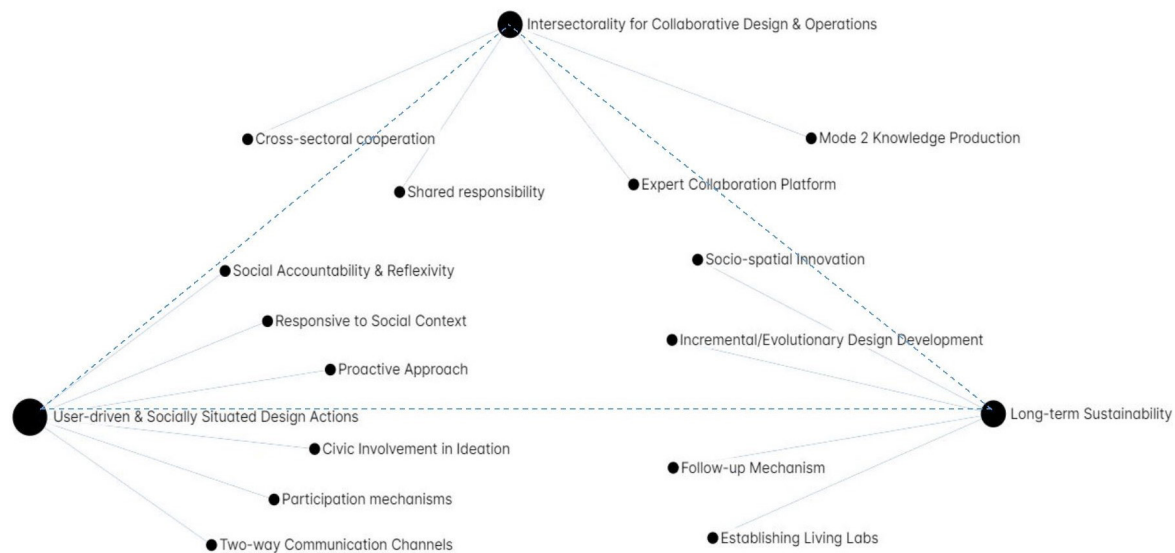 Intersectorality for Collaborative Design & Operations
Cross-sectoral cooperation
Mode 2 Knowledge Production
Shared responsibility
Expert Collaboration Platform
Socio-spatial Innovation
Social Accountability & Reflexivity
Responsive to Social Context
Incremental/Evolutionary Design Development
Proactive Approach
User-driven & Socially Situated Design Actions
Long-term Sustainability
Civic Involvement in Ideation
Follow-up Mechanism
Participation mechanisms
Two-way Communication Channels
Establishing Living Labs